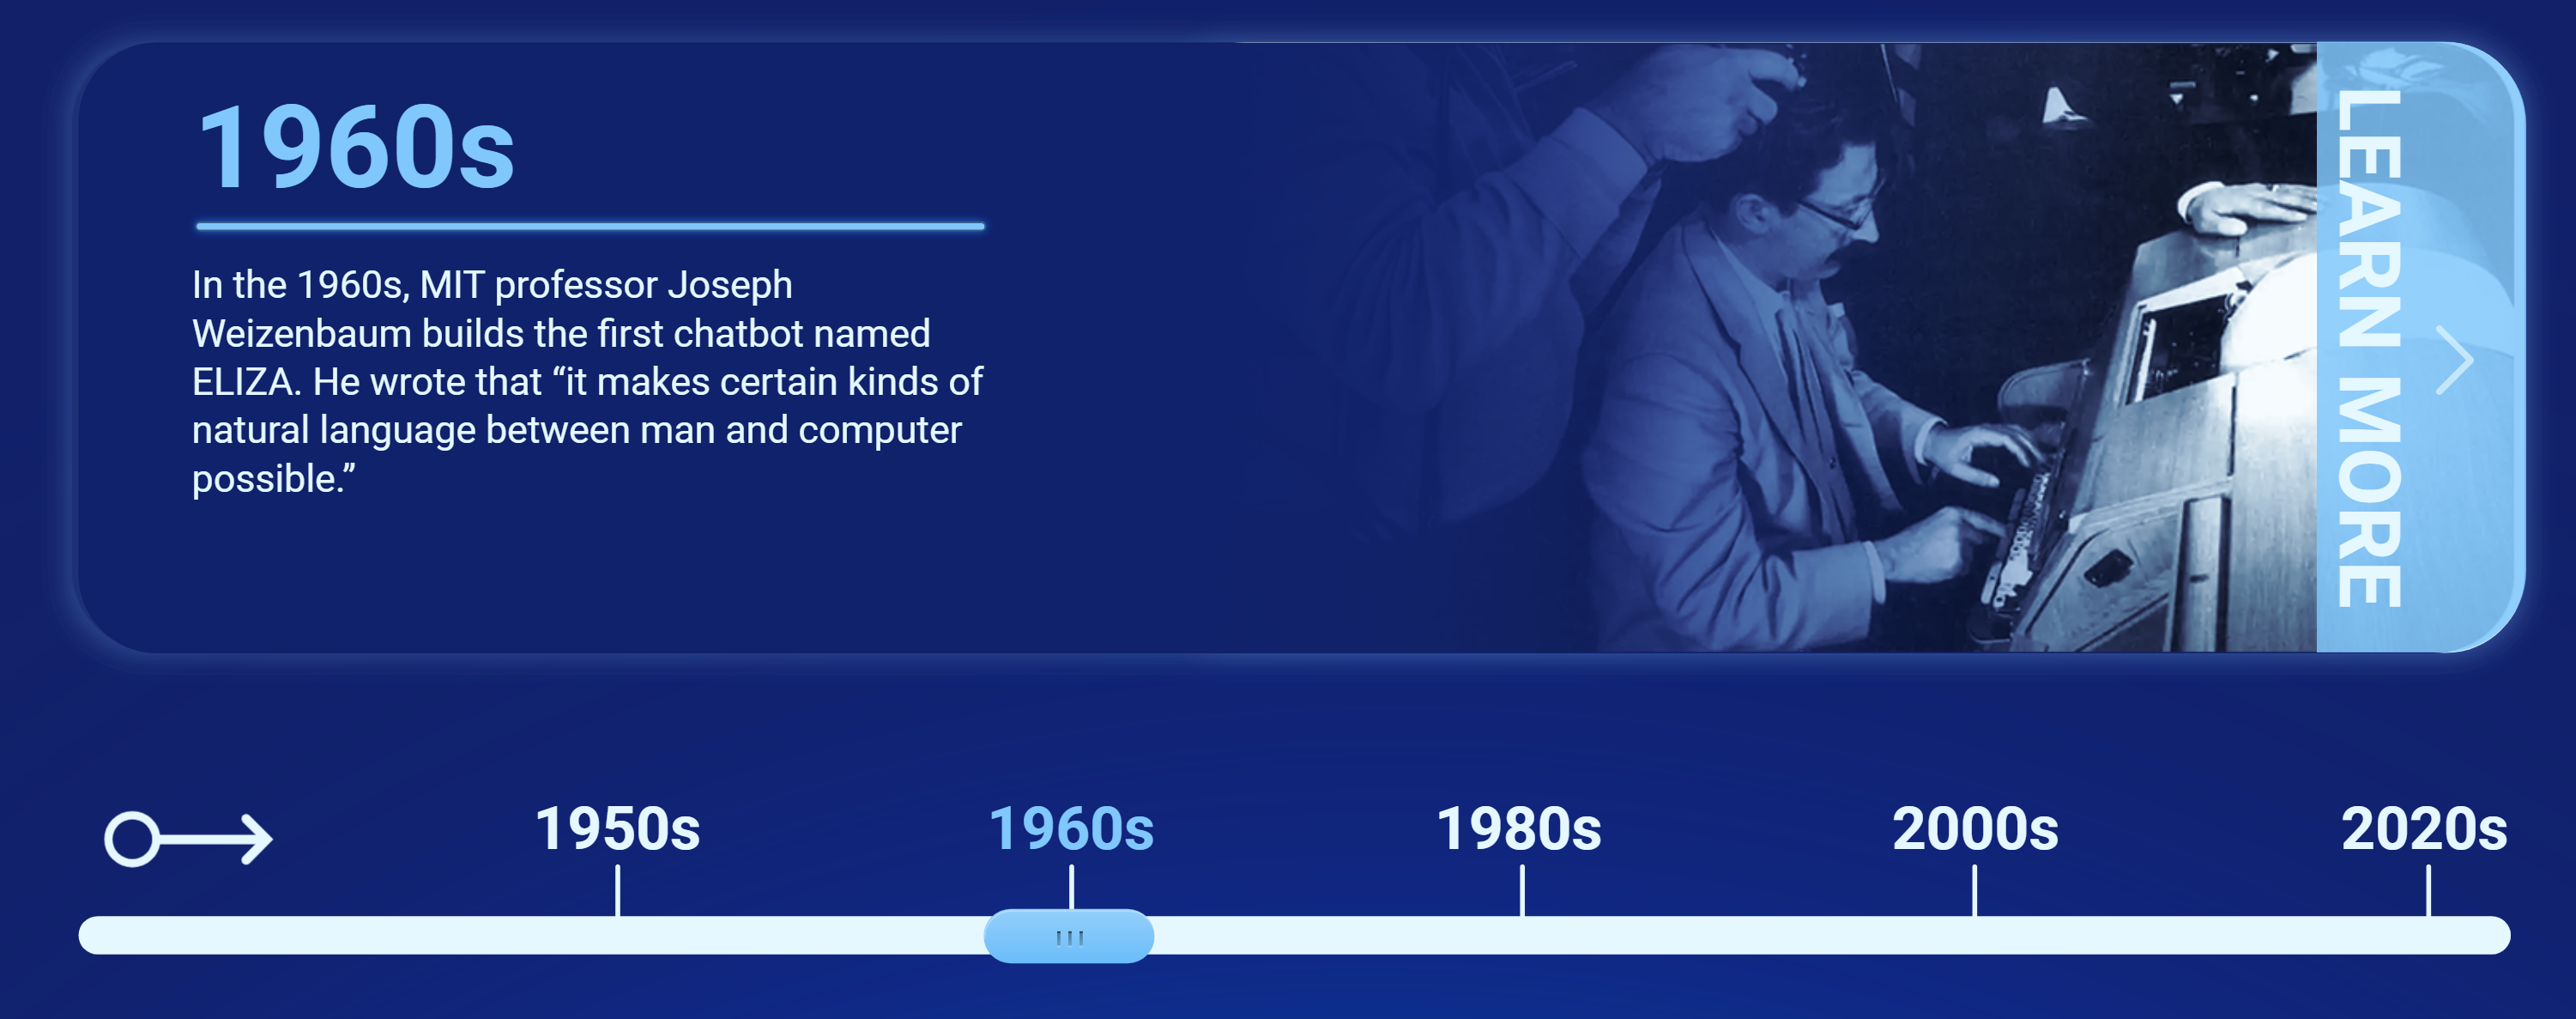 1960s
In the 1960s, MIT professor Joseph
Weizenbaum builds the first chatbot named
ELIZA. He wrote that “it makes certain kinds of
natural language between man and computer
possible.”
LEARN MORE
1950s
1960s
1980s
2000s
2020s